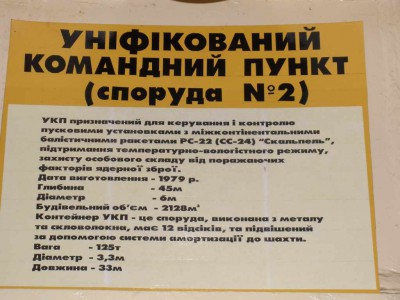 УНІФІКОВАНИЙ
КОМАНДНИЙ ПУНКТ
(споруда №2)
УКП призначений для керування і контролю
пусковими установками з міжконтінентальними
балістичними ракетами РС-22 (СС-24) "Скальпель",
підтримання температурно-вологістного режиму,
захисту особового складу від поражаючих
факторів ядерної зброї.
Дата виготовлення - 1979 р.
Глибина - 45м
Діаметр - 6м
Будівельний об'єм - 2128м³
Контейнер УКП - це споруда, виконана з металу
та скловолокна, має 12 відсіків, та підвішений
за допомогою системи амортизації до шахти.
Вага - 125т
Діаметр - 3,3м
Довжина - 33м